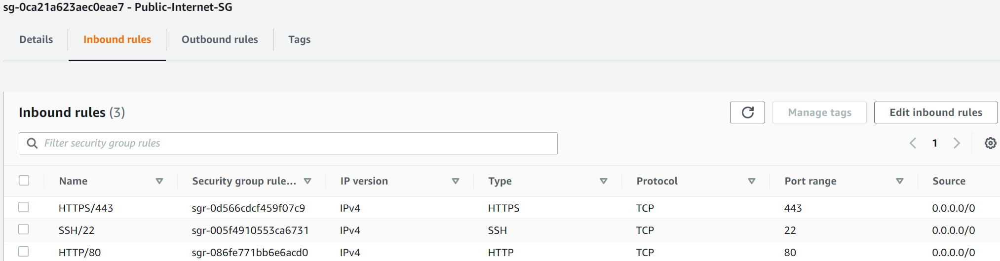 sg-0ca21a623aec0eae7 - Public-Internet-SG
Details Inbound rules Outbound rules Tags
Inbound rules (3) Manage tags Edit inbound rules
Filter security group rules 1
Name Security group rule... IP version Type Protocol Port range Source
HTTPS/443 sgr-0d566cdcf459f07c9 IPv4 HTTPS TCP 443 0.0.0.0/0
SSH/22 sgr-005f4910553ca6731 IPv4 SSH TCP 22 0.0.0.0/0
HTTP/80 sgr-086fe771bb6e6acd0 IPv4 HTTP TCP 80 0.0.0.0/0